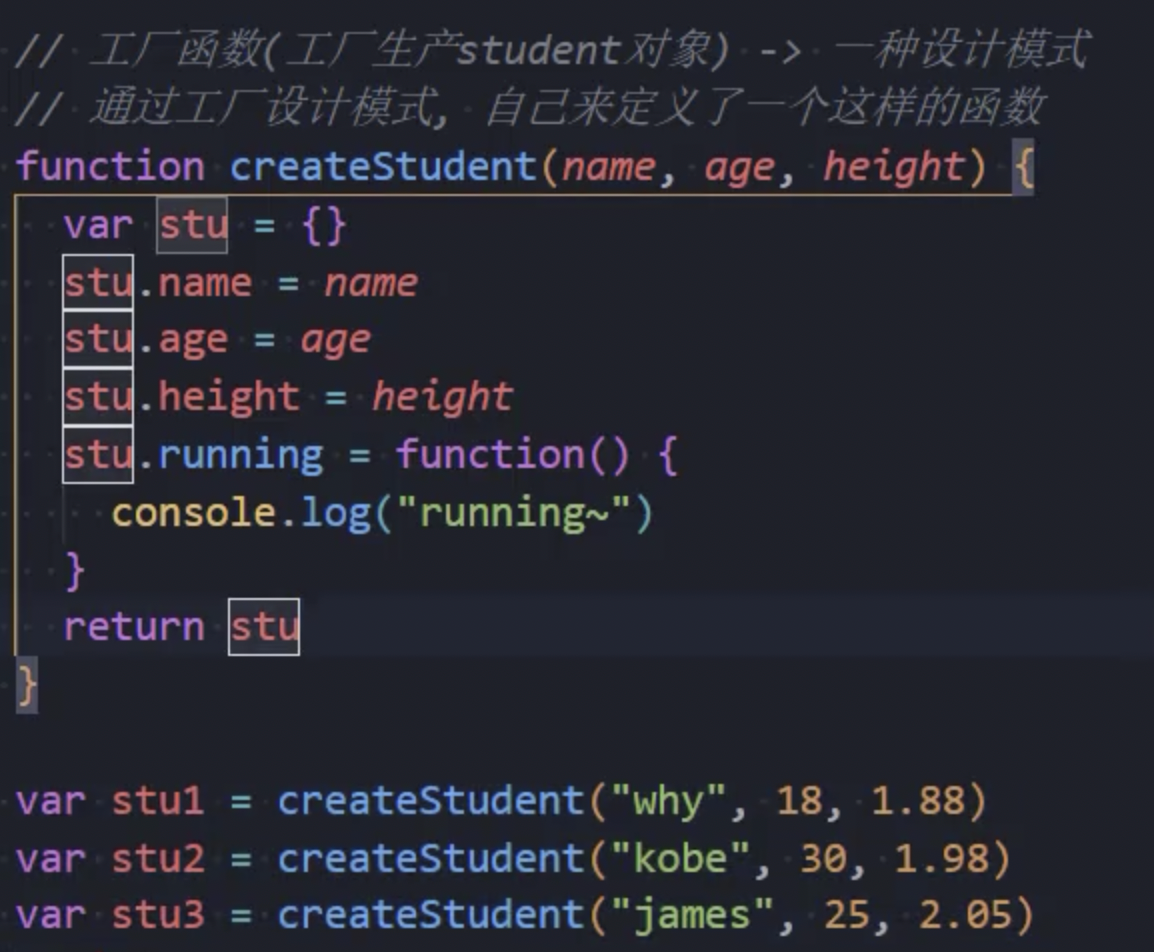 // 工厂函数(工厂生产student对象) -> 一种设计模式
// 通过工厂设计模式, 自己来定义了一个这样的函数
function createStudent(name, age, height) {
  var stu = {}
  stu.name = name
  stu.age = age
  stu.height = height
  stu.running = function() {
    console.log("running~")
  }
  return stu
}

var stu1 = createStudent("why", 18, 1.88)
var stu2 = createStudent("kobe", 30, 1.98)
var stu3 = createStudent("james", 25, 2.05)